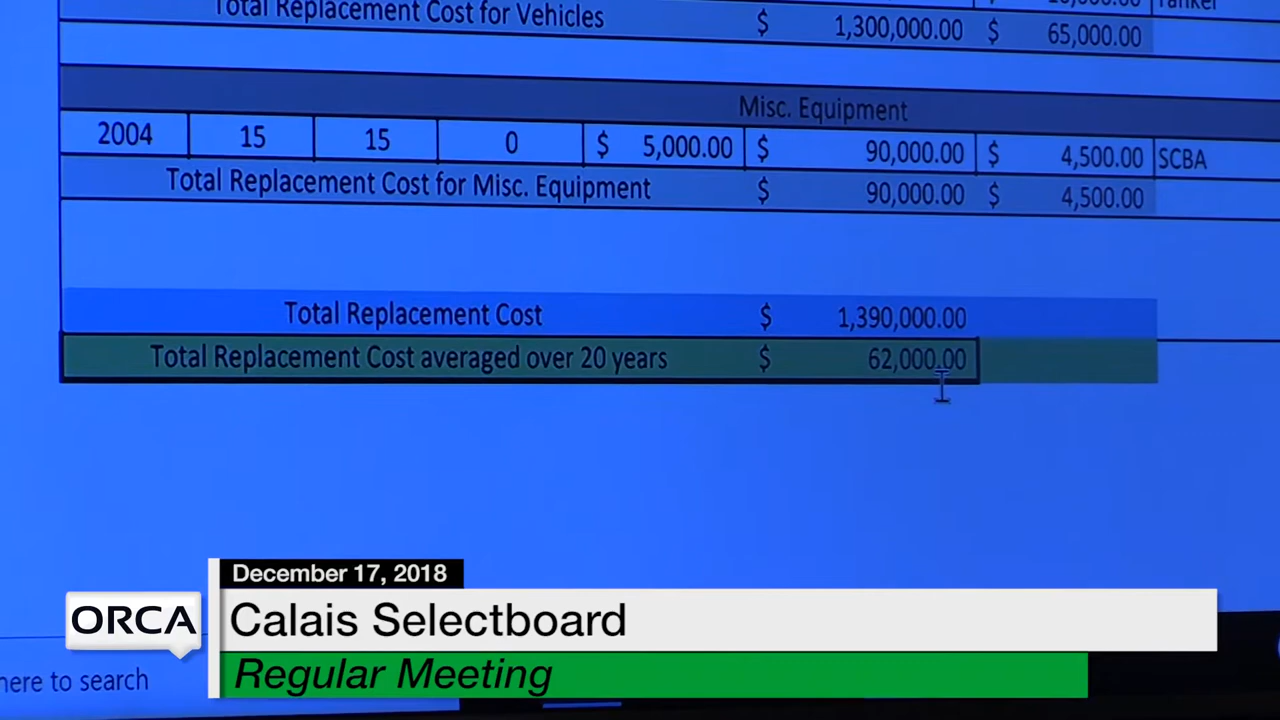 Total Replacement Cost for Vehicles $ 1,300,000.00 $ 65,000.00
Misc. Equipment
2004 15 15 0 $ 5,000.00 $ 90,000.00 $ 4,500.00 SCBA
Total Replacement Cost for Misc. Equipment $ 90,000.00 $ 4,500.00
Total Replacement Cost $ 1,390,000.00
Total Replacement Cost averaged over 20 years $ 62,000.00
December 17, 2018
ORCA Calais Selectboard
Regular Meeting
here to search